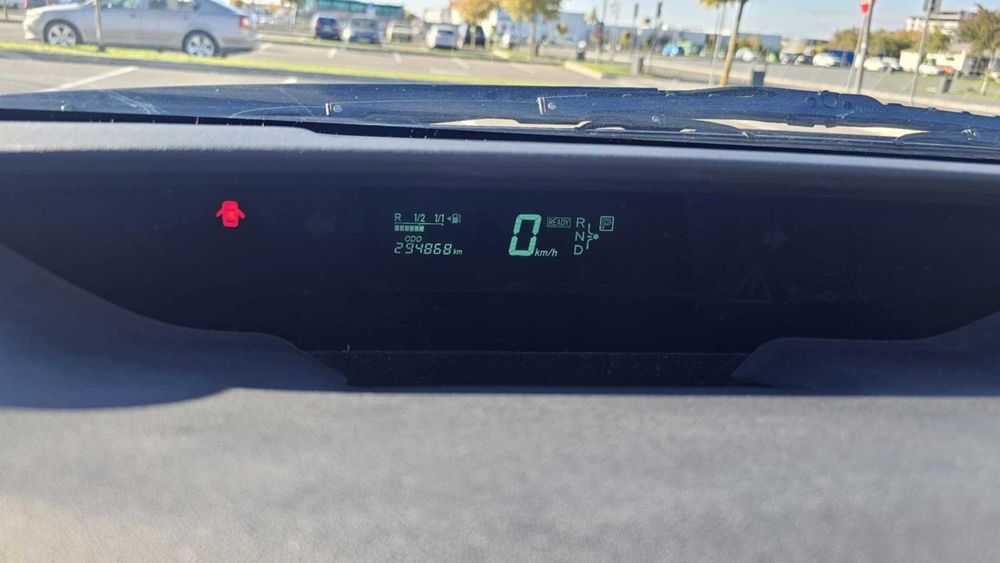 R 1/2 1/1
ODO
294868 km
0 km/h
READY
R
N
D